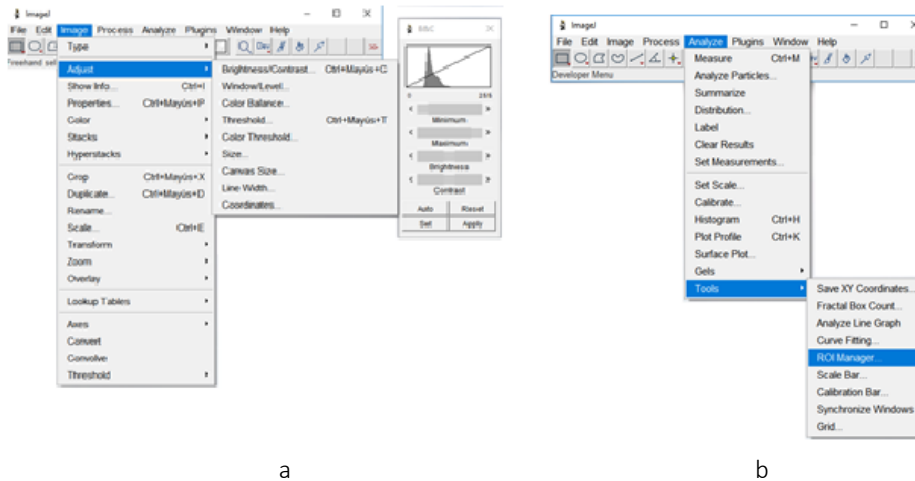 ImageJ
File Edit Image Process Analyze Plugins Window Help
Freehand sel
Type
Adjust
Show Info... Ctrl+I
Properties... Ctrl+Mayús+P
Color
Stacks
Hyperstacks
Crop Ctrl+Mayús+X
Duplicate... Ctrl+Mayús+D
Rename...
Scale... Ctrl+E
Transform
Zoom
Overlay
Lookup Tables
Axes
Convert
Convolve
Threshold
Brightness/Contrast... Ctrl+Mayús+C
Window/Level...
Color Balance...
Threshold... Ctrl+Mayús+T
Color Threshold...
Size...
Canvas Size...
Line Width...
Coordinates...
B&C
0 255
Minimum
Maximum
Brightness
Contrast
Auto Reset
Set Apply
a
ImageJ
File Edit Image Process Analyze Plugins Window Help
Developer Menu
Measure Ctrl+M
Analyze Particles...
Summarize
Distribution...
Label
Clear Results
Set Measurements...
Set Scale...
Calibrate...
Histogram Ctrl+H
Plot Profile Ctrl+K
Surface Plot...
Gels
Tools
Save XY Coordinates...
Fractal Box Count...
Analyze Line Graph
Curve Fitting...
ROI Manager...
Scale Bar...
Calibration Bar...
Synchronize Windows
Grid...
b